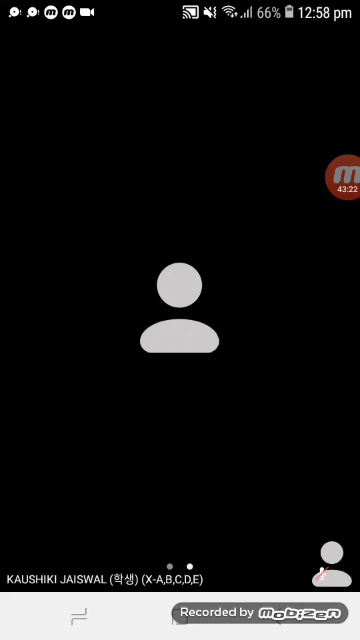 66% 12:58 pm
m
43:22
KAUSHIKI JAISWAL (학생) (X-A,B,C,D,E)
Recorded by mobizen